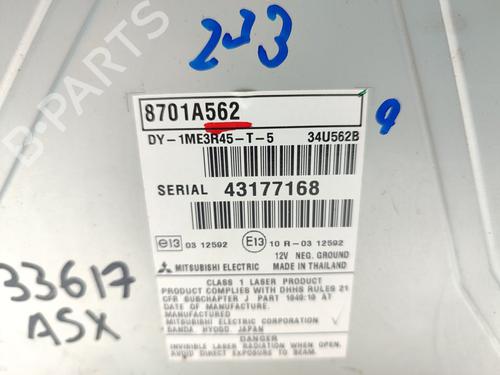 233
8701A562
DY-1ME3R45-T-5 34U562B
9
SERIAL 43177168
e13 03 12592 E13 10 R-03 12592
12V NEG. GROUND
MITSUBISHI ELECTRIC MADE IN THAILAND
CLASS 1 LASER PRODUCT
PRODUCT COMPLIES WITH DHHS RULES 21
CFR SUBCHAPTER J PART 1040:10 AT
DATE OF MANUFACTURE.
MANUFACTURED
MITSUBISHI ELECTRIC CORPORATION
SANDA HYOGO JAPAN
DANGER
INVISIBLE LASER RADIATION WHEN OPEN.
AVOID DIRECT EXPOSURE TO BEAM.
33617
ASX
B-PARTS